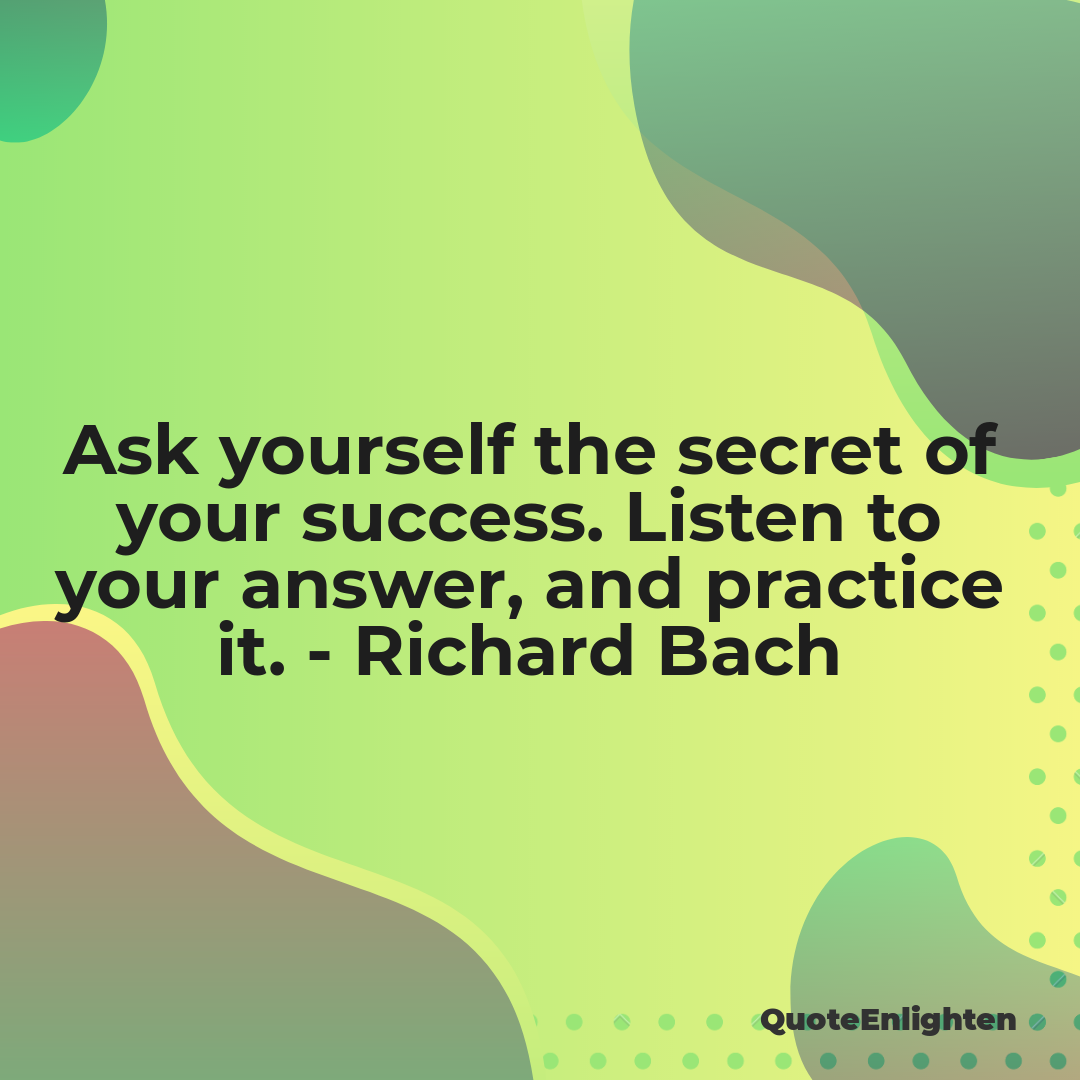 Ask yourself the secret of
your success. Listen to
your answer, and practice
it. - Richard Bach
QuoteEnlighten